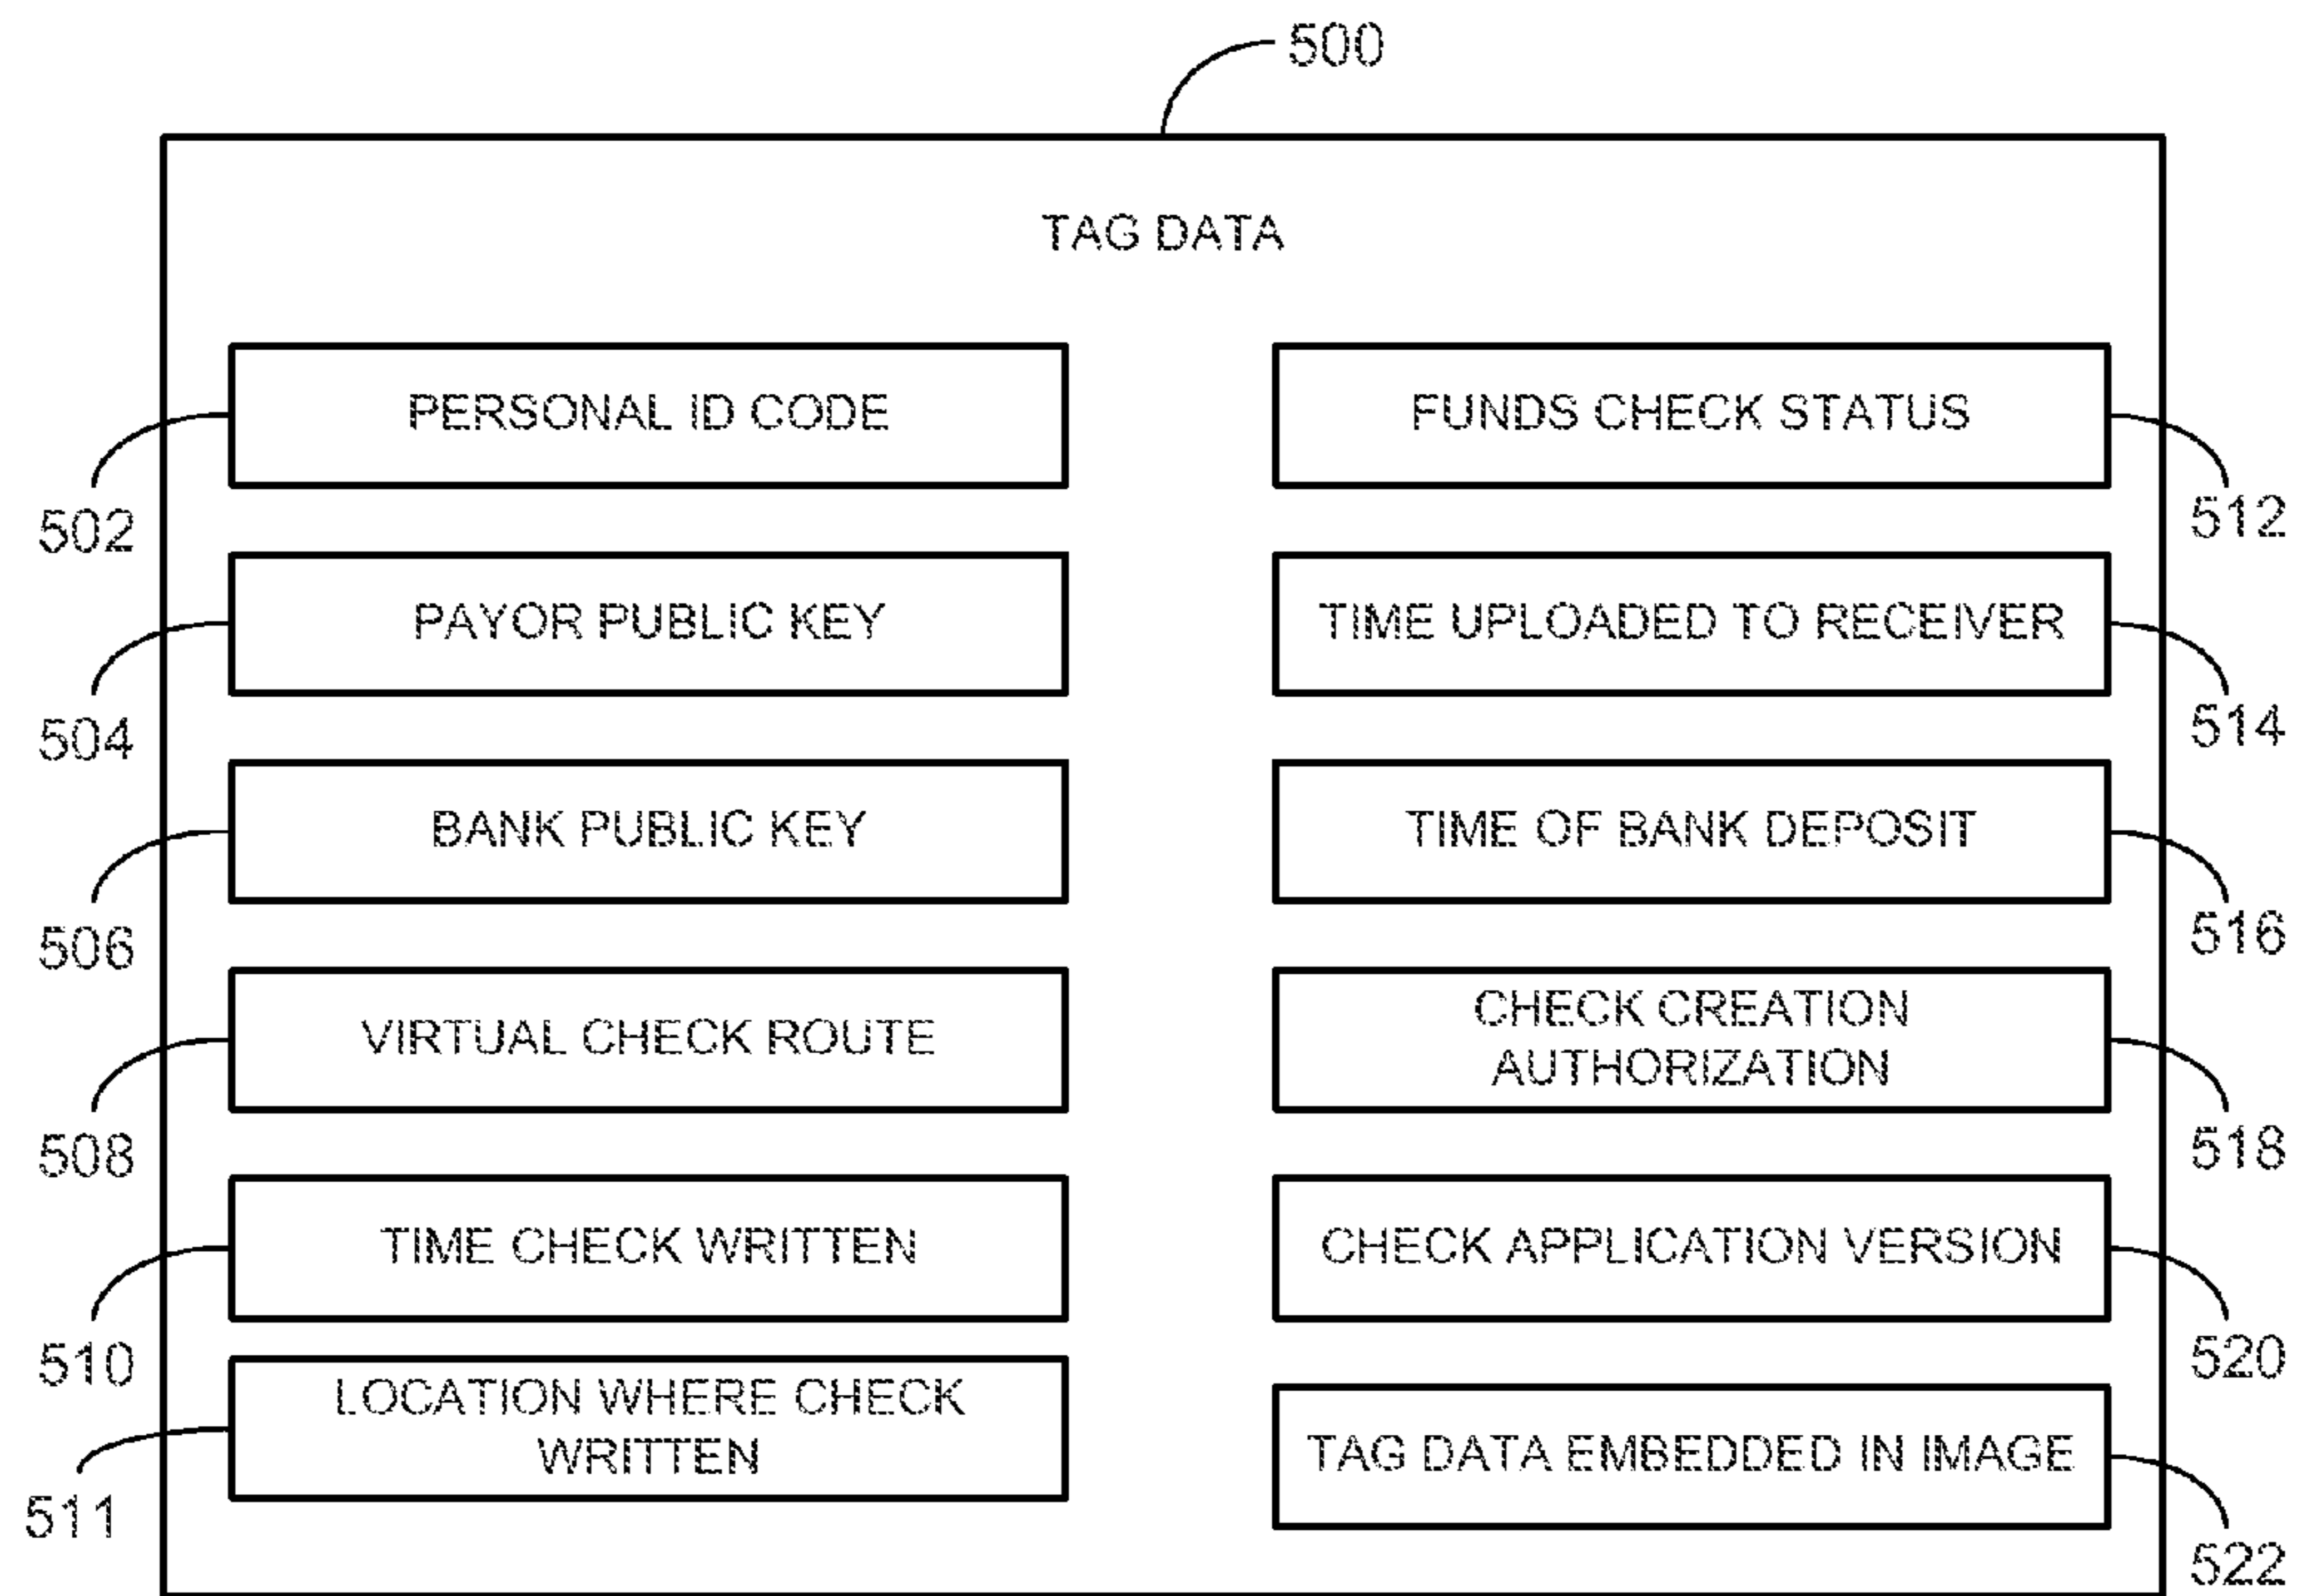 500
TAG DATA
PERSONAL ID CODE
502
PAYOR PUBLIC KEY
504
BANK PUBLIC KEY
506
VIRTUAL CHECK ROUTE
508
TIME CHECK WRITTEN
510
LOCATION WHERE CHECK
WRITTEN
511
FUNDS CHECK STATUS
512
TIME UPLOADED TO RECEIVER
514
TIME OF BANK DEPOSIT
516
CHECK CREATION
AUTHORIZATION
518
CHECK APPLICATION VERSION
520
TAG DATA EMBEDDED IN IMAGE
522